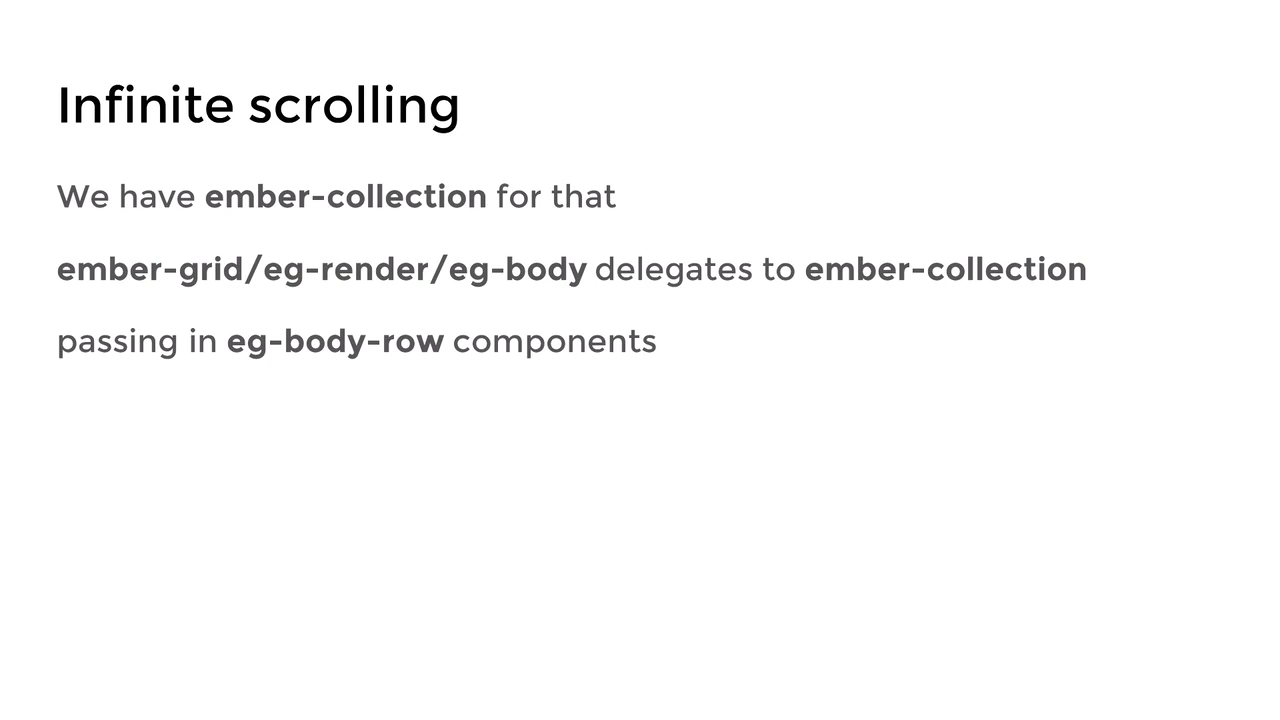 Infinite scrolling
We have ember-collection for that
ember-grid/eg-render/eg-body delegates to ember-collection
passing in eg-body-row components